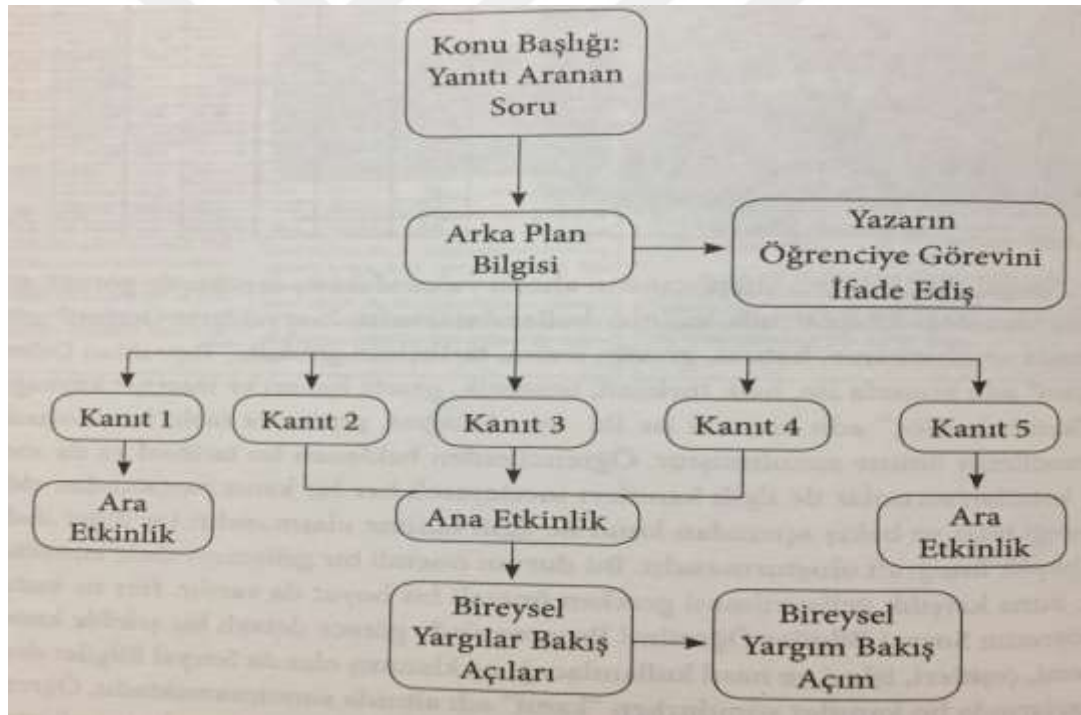 Konu Başlığı:
Yanıtı Aranan
Soru
Arka Plan
Bilgisi
Yazarın
Öğrenciye Görevini
İfade Ediş
Kanıt 1
Kanıt 2
Kanıt 3
Kanıt 4
Kanıt 5
Ara
Etkinlik
Ana Etkinlik
Ara
Etkinlik
Bireysel
Yargılar Bakış
Açıları
Bireysel
Yargım Bakış
Açım